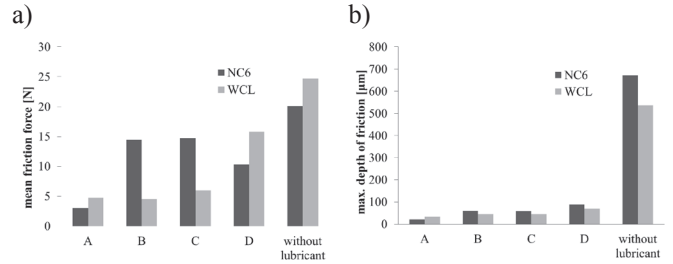 a)
mean friction force [N]
30
25
20
15
10
5
0
NC6
WCL
A B C D without
lubricant
b)
max. depth of friction [µm]
800
700
600
500
400
300
200
100
0
NC6
WCL
A B C D without
lubricant